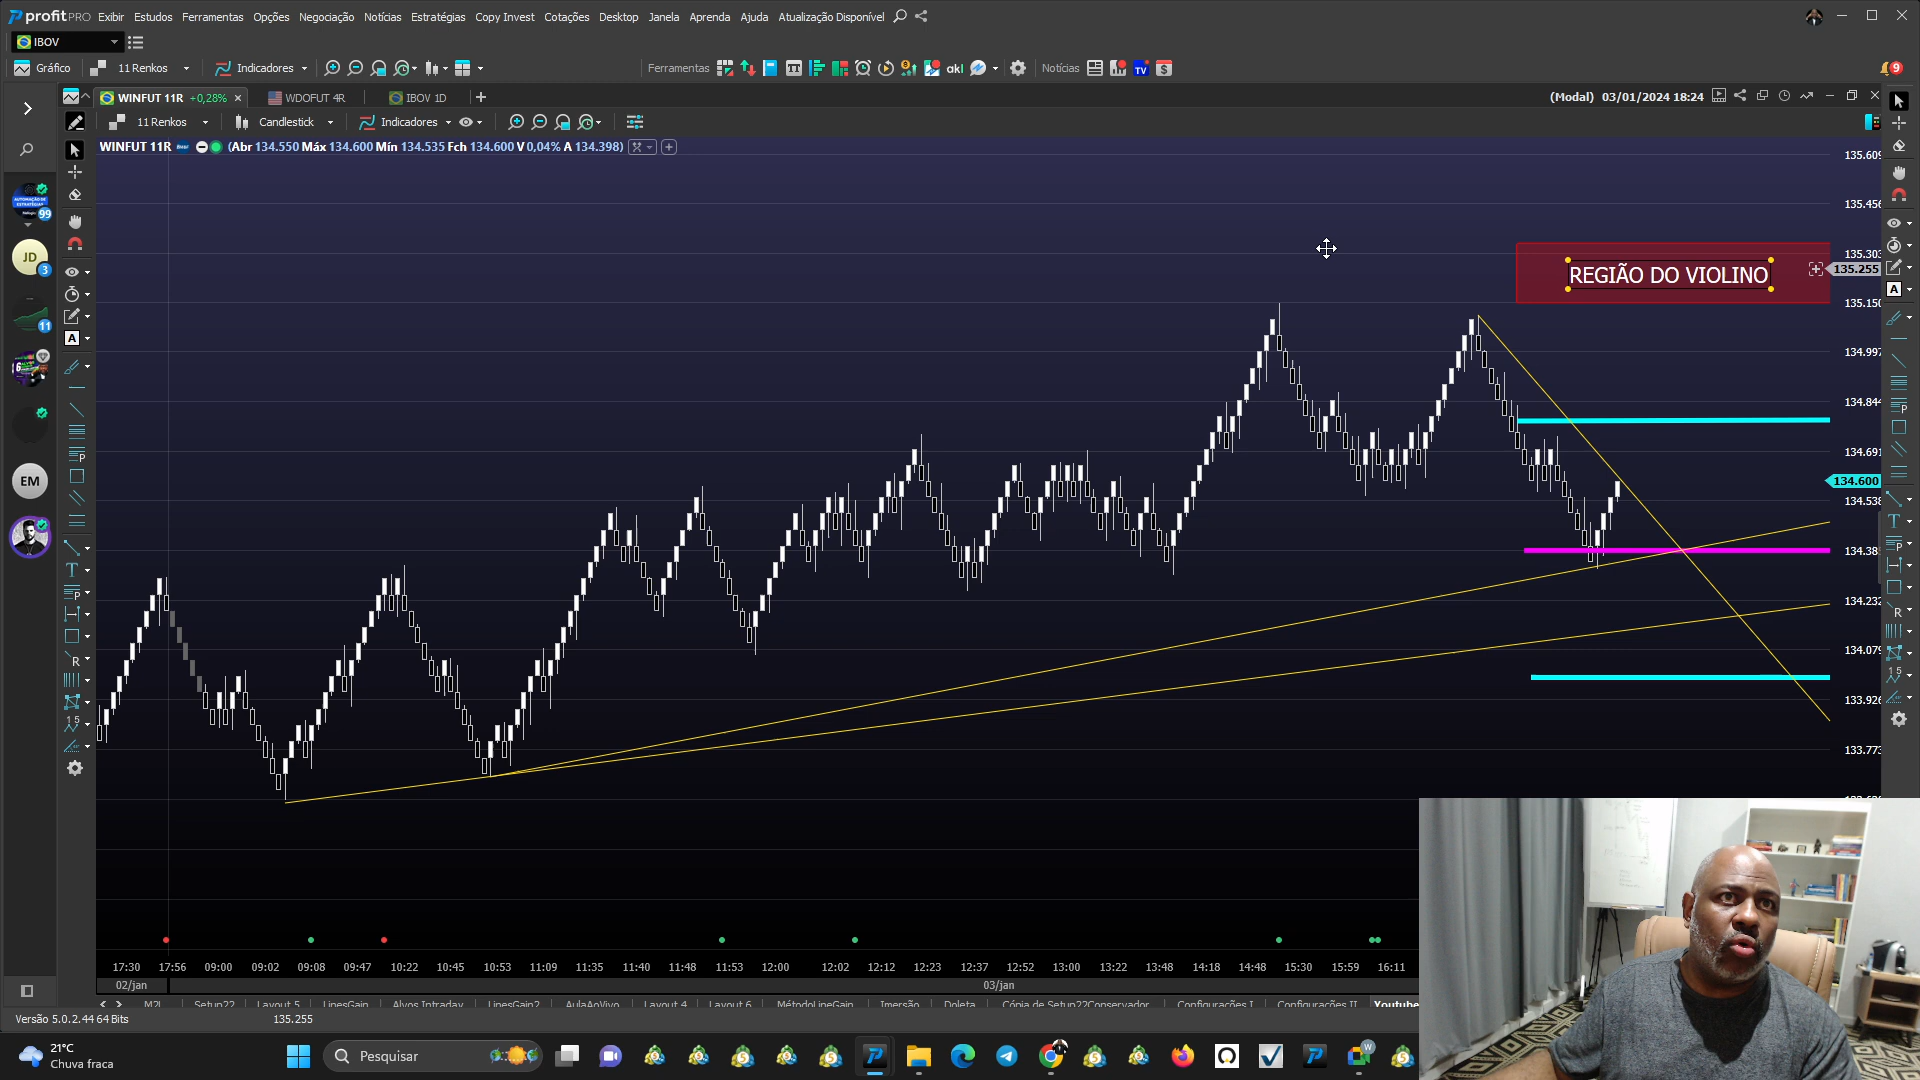 profitPRO Exibir Estudos Ferramentas Opções Negociação Notícias Estratégias Copy Invest Cotações Desktop Janela Aprenda Ajuda Atualização Disponível
IBOV
Gráfico 11 Renkos Indicadores Ferramentas Notícias 9
WINFUT 11R +0,28% WDOFUT 4R IBOV 1D (Modal) 03/01/2024 18:24
11 Renkos Candlestick Indicadores
WINFUT 11R (Abr 134.550 Máx 134.600 Mín 134.535 Fch 134.600 V 0,04% A 134.398)
135.609
135.456
135.303
REGIÃO DO VIOLINO
135.255
135.150
134.997
134.844
134.691
134.600
134.538
134.385
134.232
134.079
133.926
133.773
99
JD
3
11
EM
17:30 17:56 09:00 09:02 09:08 09:47 10:22 10:45 10:53 11:09 11:35 11:40 11:48 11:53 12:00 12:02 12:12 12:23 12:37 12:52 13:00 13:22 13:48 14:18 14:48 15:30 15:59 16:11
02/jan 03/jan
M2L Setup22 Layout 5 LinesGain Alvos Intraday LinesGain2 AulaAoVivo Layout 4 Layout 6 MétodoLineGain Imersão Doleta Cópia de Setup22Conservador Configurações I Configurações II Youtube
Versão 5.0.2.44 64 Bits 135.255
21°C
Chuva fraca
Pesquisar